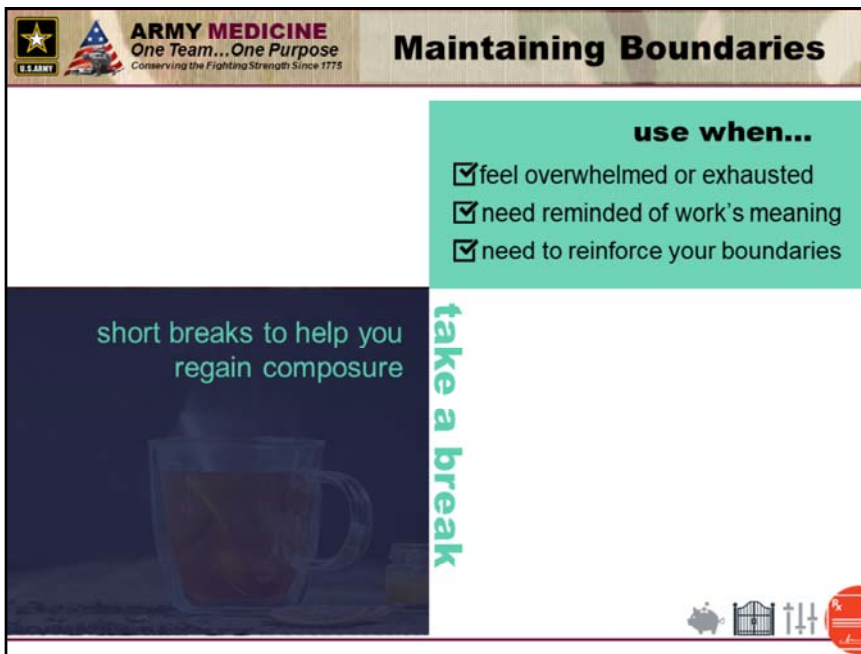 ARMY MEDICINE
One Team...One Purpose
Conserving the Fighting Strength Since 1775
U.S.ARMY
Maintaining Boundaries
use when...
feel overwhelmed or exhausted
need reminded of work's meaning
need to reinforce your boundaries
short breaks to help you
regain composure
take a break
Rx